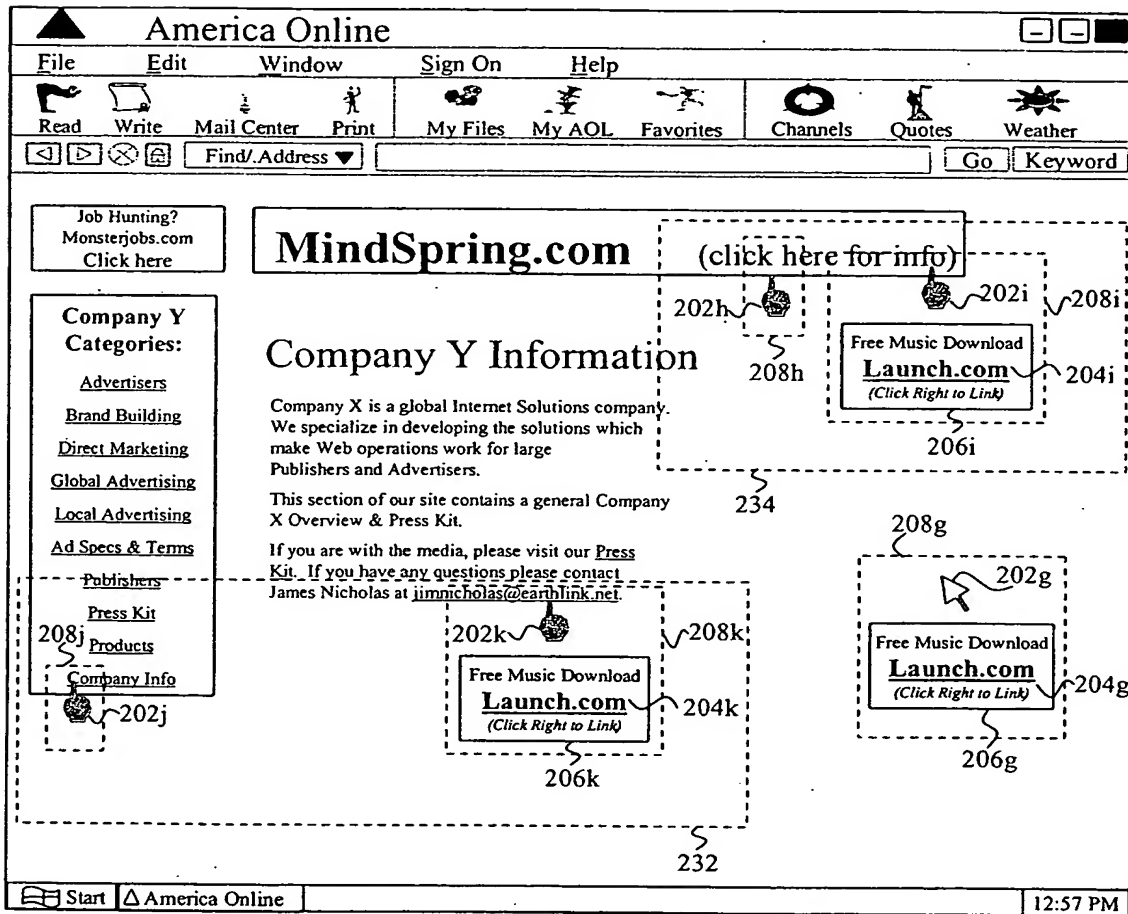 America Online
File Edit Window Sign On Help
Read Write Mail Center Print My Files My AOL Favorites Channels Quotes Weather
Find/.Address ▼ Go Keyword
Job Hunting?
Monsterjobs.com
Click here
MindSpring.com (click here for info)
202h 202i 208i
208h
Free Music Download
Launch.com 204i
(Click Right to Link)
206i
234
Company Y
Categories:
Advertisers
Brand Building
Direct Marketing
Global Advertising
Local Advertising
Ad Specs & Terms
Publishers
Press Kit
Products
Company Info
208j
202j
Company Y Information
Company X is a global Internet Solutions company.
We specialize in developing the solutions which
make Web operations work for large
Publishers and Advertisers.
This section of our site contains a general Company
X Overview & Press Kit.
If you are with the media, please visit our Press
Kit. If you have any questions please contact
James Nicholas at jimnicholas@earthlink.net.
202k 208k
Free Music Download
Launch.com 204k
(Click Right to Link)
206k
208g
202g
Free Music Download
Launch.com 204g
(Click Right to Link)
206g
232
Start America Online 12:57 PM